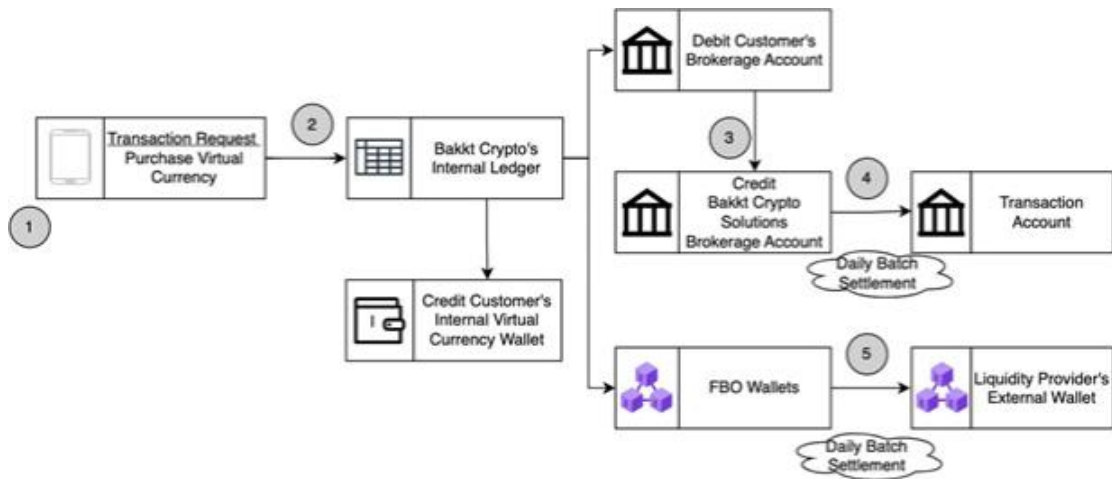 1
Transaction Request
Purchase Virtual
Currency
2
Bakkt Crypto's
Internal Ledger
Credit Customer's
Internal Virtual
Currency Wallet
Debit Customer's
Brokerage Account
3
Credit
Bakkt Crypto
Solutions
Brokerage Account
4
Daily Batch
Settlement
Transaction
Account
FBO Wallets
5
Daily Batch
Settlement
Liquidity Provider's
External Wallet